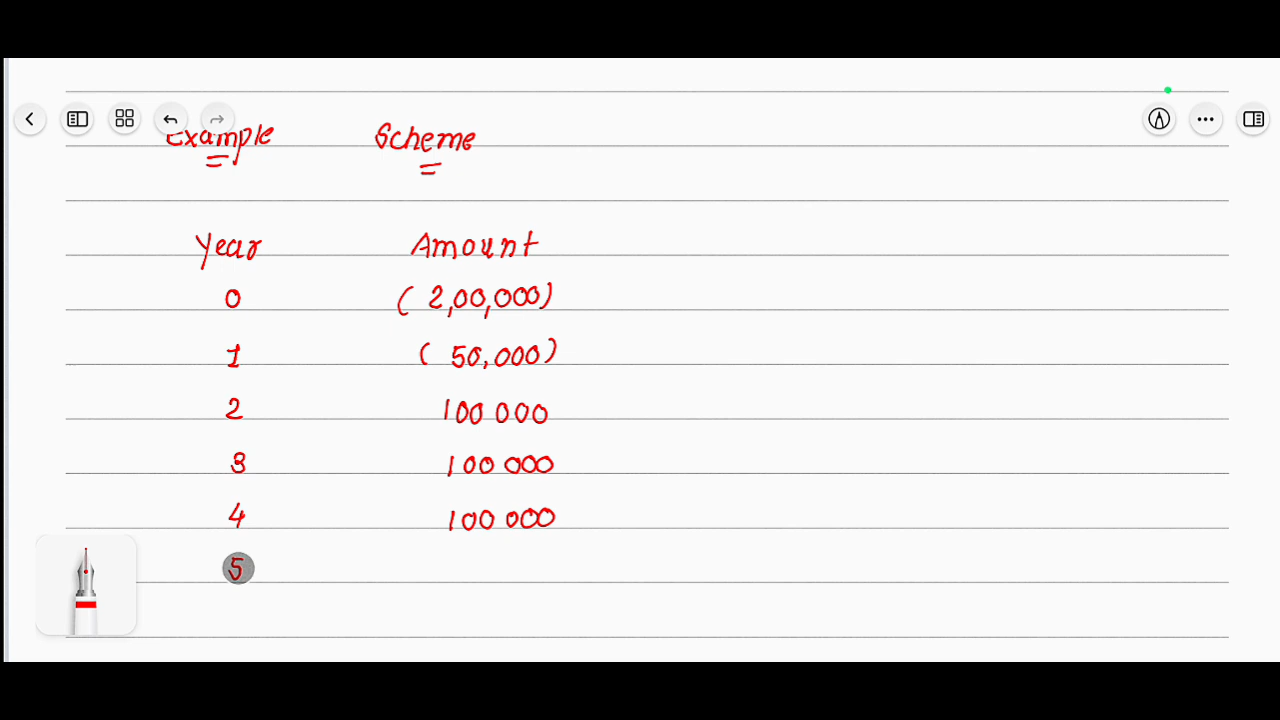 Example Scheme
Year Amount
0 (2,00,000)
1 (50,000)
2 100 000
3 100 000
4 100 000
5